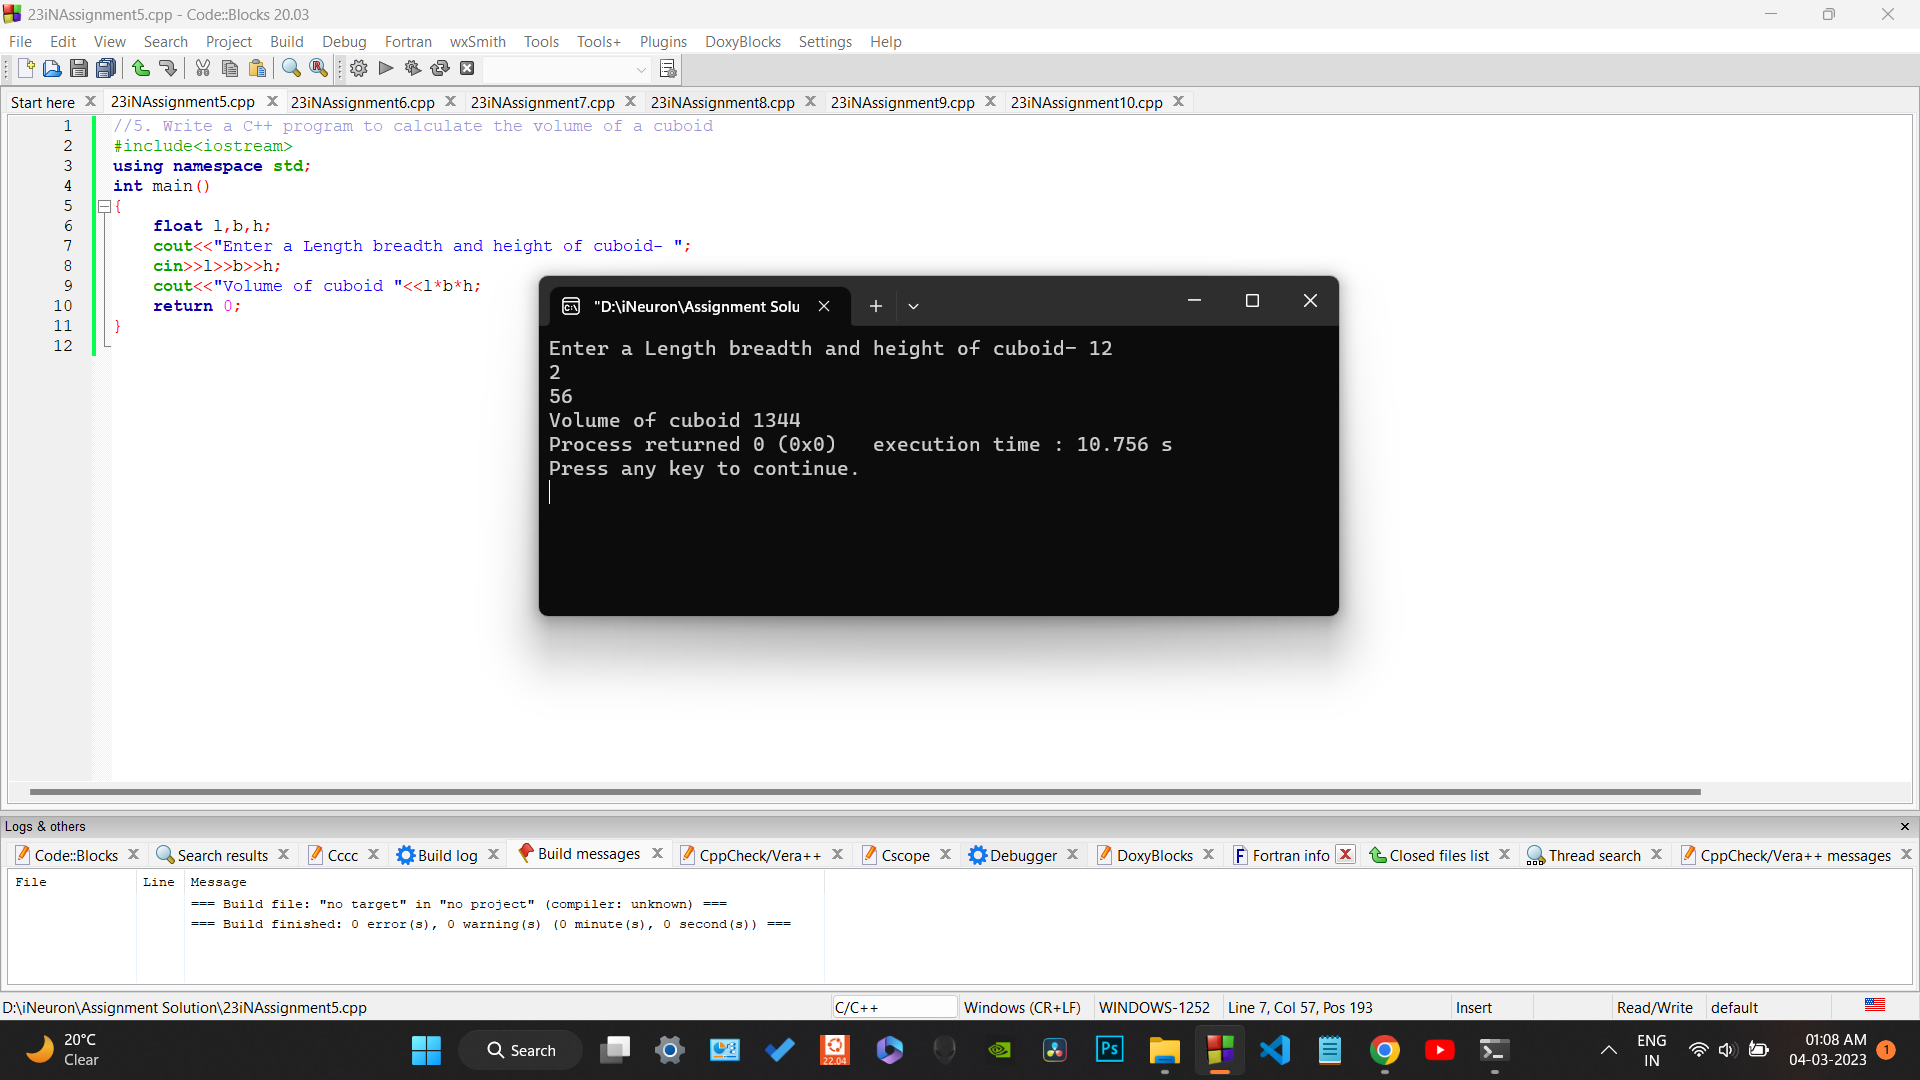 23iNAssignment5.cpp - Code::Blocks 20.03
File Edit View Search Project Build Debug Fortran wxSmith Tools Tools+ Plugins DoxyBlocks Settings Help
Start here 23iNAssignment5.cpp 23iNAssignment6.cpp 23iNAssignment7.cpp 23iNAssignment8.cpp 23iNAssignment9.cpp 23iNAssignment10.cpp
1 //5. Write a C++ program to calculate the volume of a cuboid
2 #include<iostream>
3 using namespace std;
4 int main()
5 {
6 float l,b,h;
7 cout<<"Enter a Length breadth and height of cuboid- ";
8 cin>>l>>b>>h;
9 cout<<"Volume of cuboid "<<l*b*h;
10 return 0;
11 }
12
"D:\iNeuron\Assignment Solu
Enter a Length breadth and height of cuboid- 12
2
56
Volume of cuboid 1344
Process returned 0 (0x0)   execution time : 10.756 s
Press any key to continue.
Logs & others
Code::Blocks Search results Cccc Build log Build messages CppCheck/Vera++ Cscope Debugger DoxyBlocks Fortran info Closed files list Thread search CppCheck/Vera++ messages
File Line Message
=== Build file: "no target" in "no project" (compiler: unknown) ===
=== Build finished: 0 error(s), 0 warning(s) (0 minute(s), 0 second(s)) ===
D:\iNeuron\Assignment Solution\23iNAssignment5.cpp C/C++ Windows (CR+LF) WINDOWS-1252 Line 7, Col 57, Pos 193 Insert Read/Write default
20°C
Clear
Search
22.04
Ps
ENG
IN
01:08 AM
04-03-2023
1